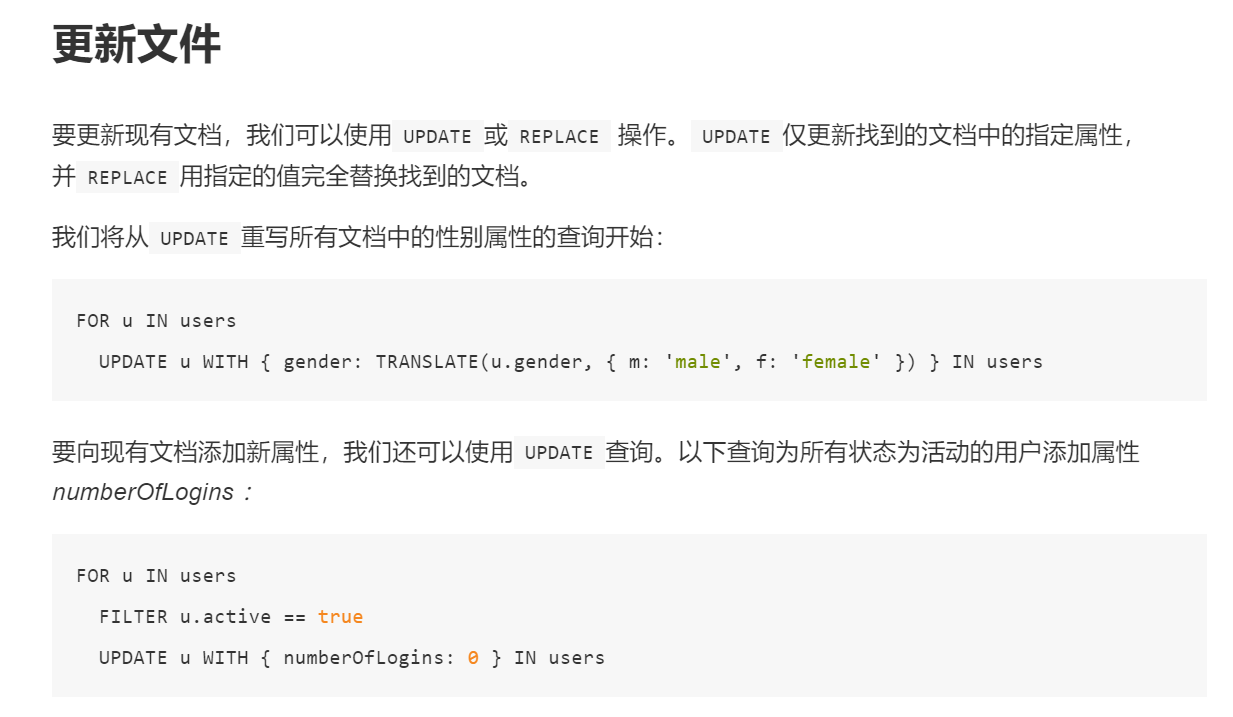 更新文件
要更新现有文档，我们可以使用 UPDATE 或 REPLACE 操作。 UPDATE 仅更新找到的文档中的指定属性，
并 REPLACE 用指定的值完全替换找到的文档。
我们将从 UPDATE 重写所有文档中的性别属性的查询开始：
FOR u IN users
  UPDATE u WITH { gender: TRANSLATE(u.gender, { m: 'male', f: 'female' }) } IN users
要向现有文档添加新属性，我们还可以使用 UPDATE 查询。以下查询为所有状态为活动的用户添加属性
numberOfLogins：
FOR u IN users
  FILTER u.active == true
  UPDATE u WITH { numberOfLogins: 0 } IN users